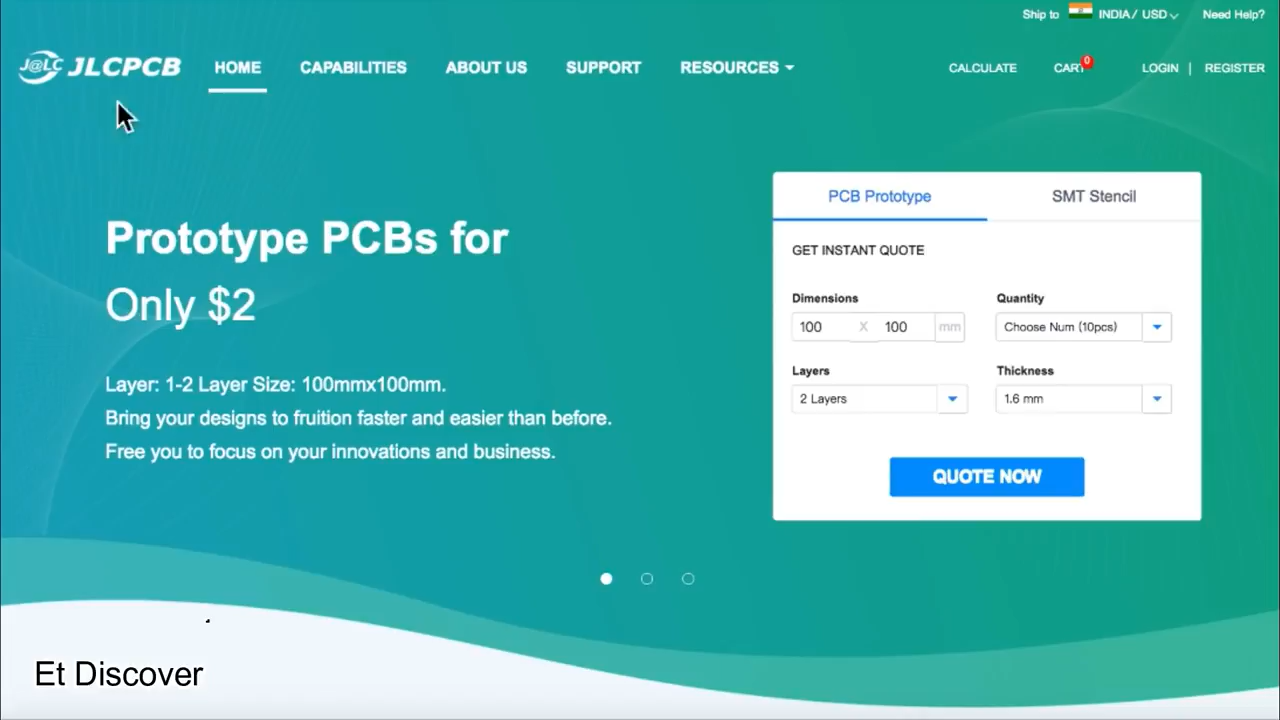 Ship to INDIA / USD Need Help?
J@LC JLCPCB HOME CAPABILITIES ABOUT US SUPPORT RESOURCES CALCULATE CART 0 LOGIN | REGISTER
PCB Prototype SMT Stencil
Prototype PCBs for
Only $2
Layer: 1-2 Layer Size: 100mmx100mm.
Bring your designs to fruition faster and easier than before.
Free you to focus on your innovations and business.
GET INSTANT QUOTE
Dimensions Quantity
100 X 100 mm Choose Num (10pcs)
Layers Thickness
2 Layers 1.6 mm
QUOTE NOW
Et Discover